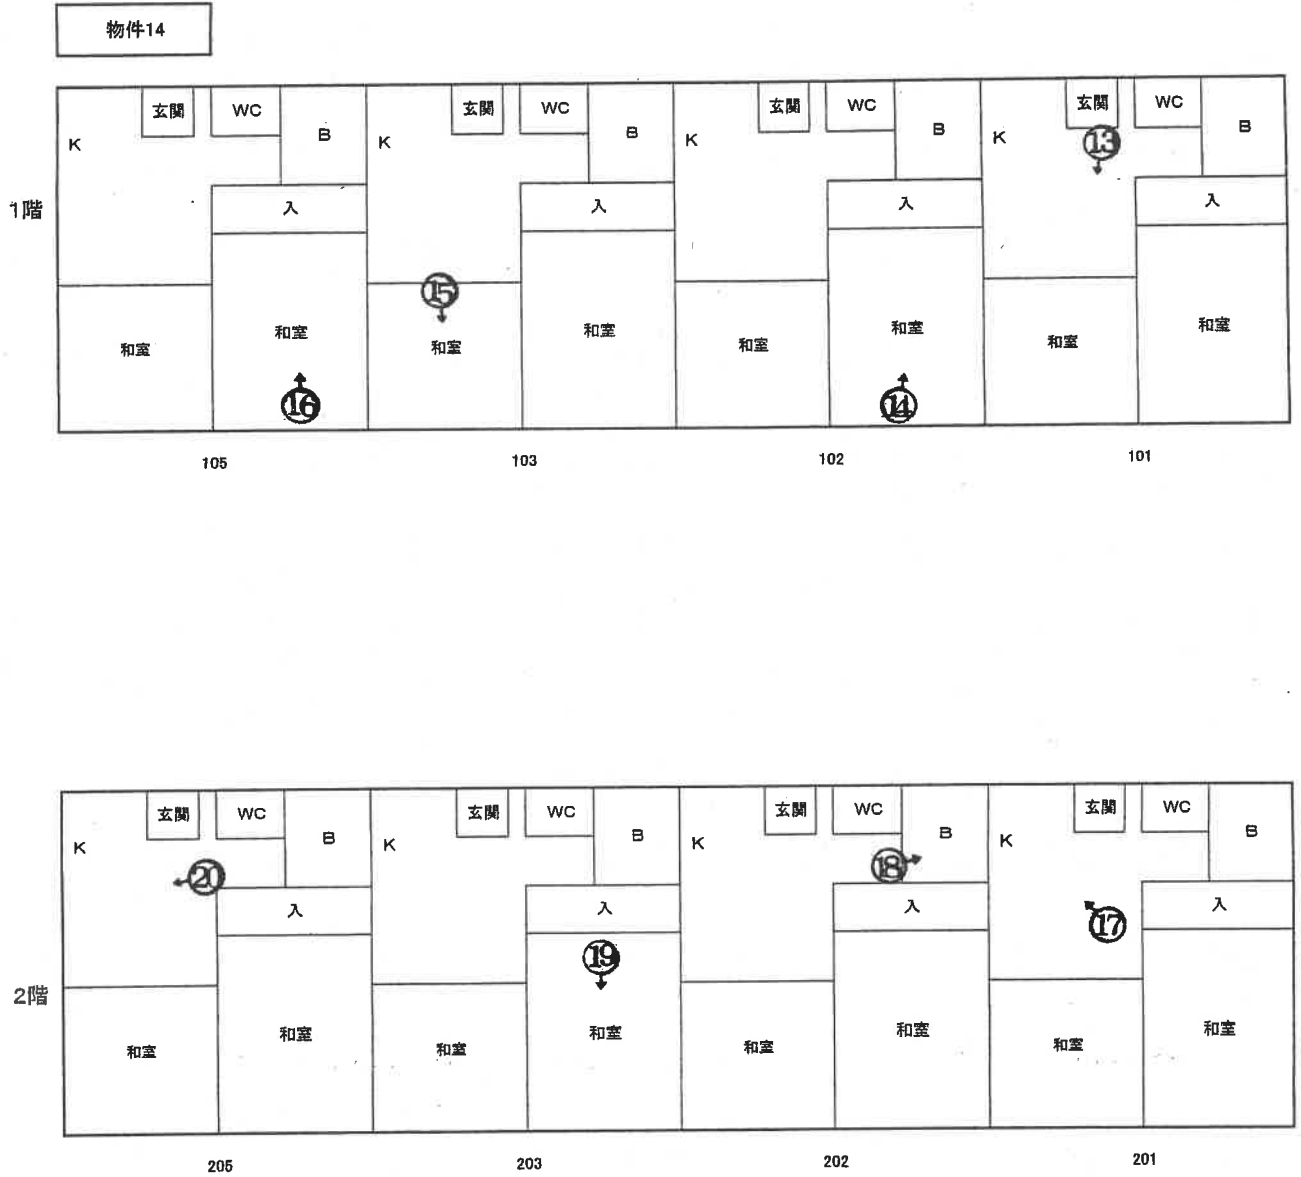 物件14
玄関 WC 玄関 WC 玄関 WC 玄関 WC
K B K B K B K B
⑬
1階 入 入 入 入
⑮
和室 和室 和室 和室 和室 和室 和室 和室
⑯ ⑭
105 103 102 101
玄関 WC 玄関 WC 玄関 WC 玄関 WC
K B K B K B K B
⑳ ⑱
入 入 入 入
⑰
⑲
2階
和室 和室 和室 和室 和室 和室 和室 和室
205 203 202 201